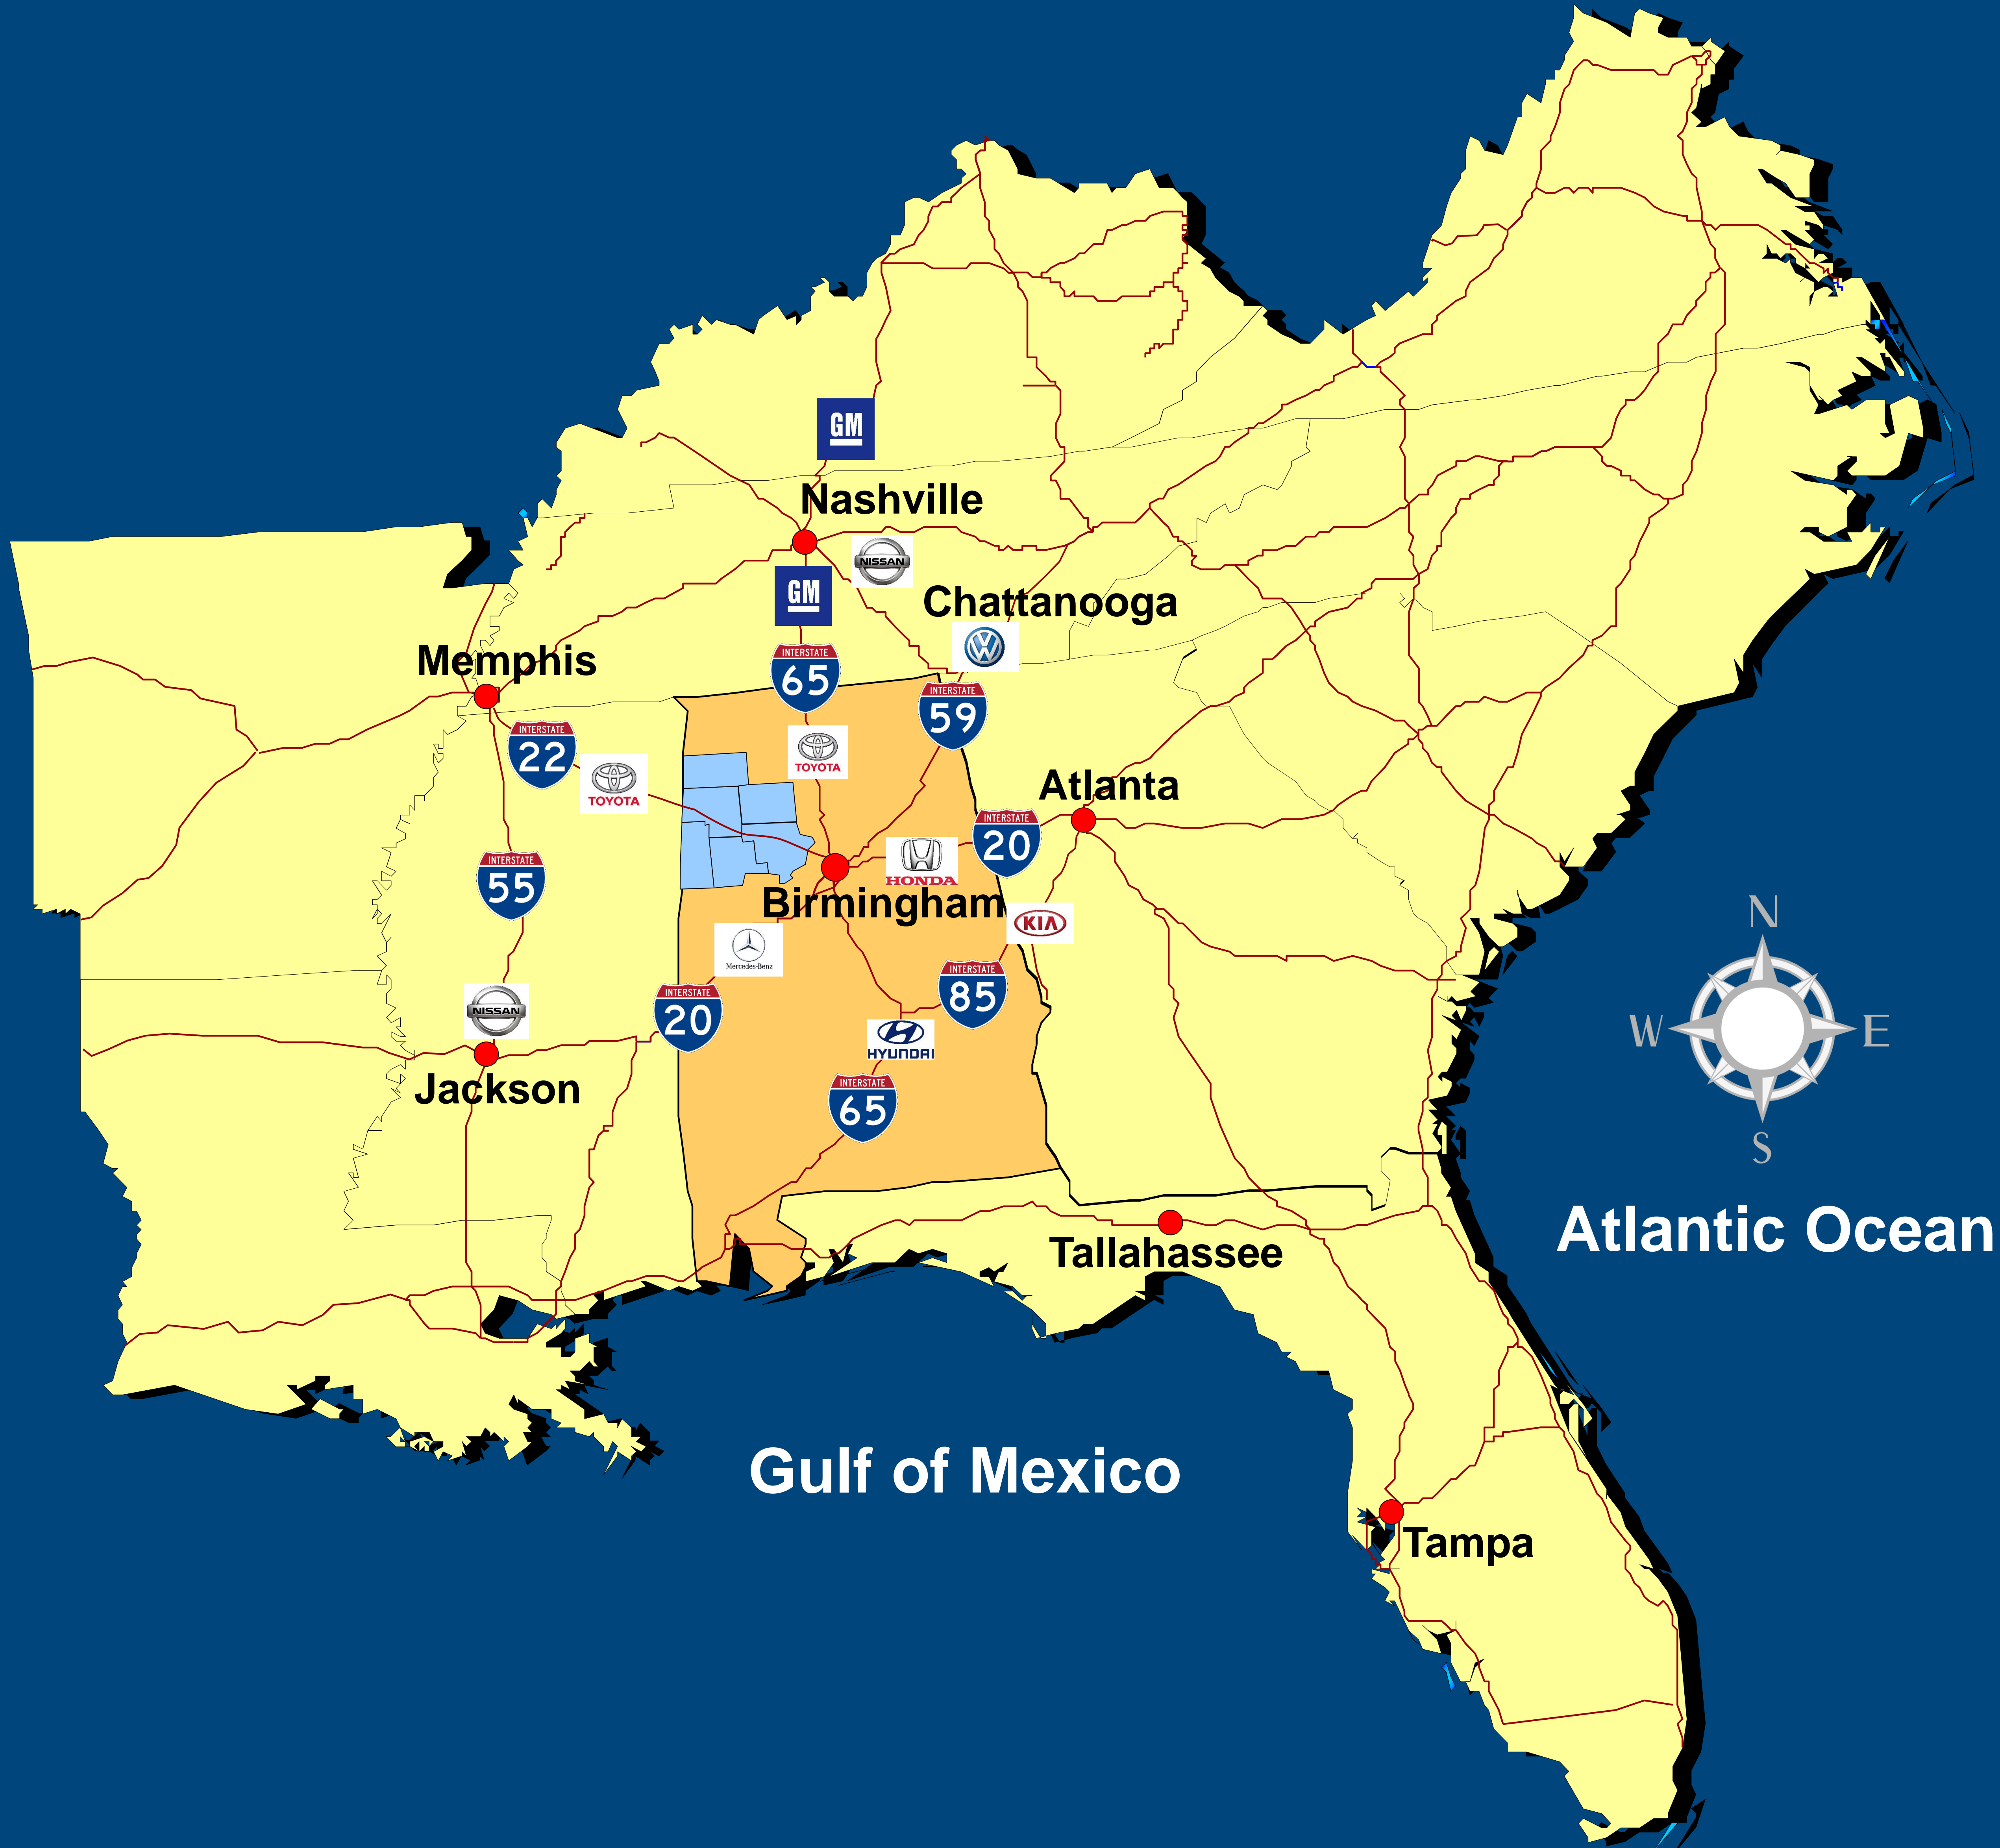 GM
Nashville
NISSAN
GM
Chattanooga
Memphis
INTERSTATE
65
INTERSTATE
59
INTERSTATE
22
TOYOTA
TOYOTA
Atlanta
INTERSTATE
20
HONDA
INTERSTATE
55
Birmingham
KIA
Mercedes-Benz
INTERSTATE
85
INTERSTATE
20
NISSAN
HYUNDAI
Jackson
INTERSTATE
65
N
W
E
S
Atlantic Ocean
Tallahassee
Gulf of Mexico
Tampa